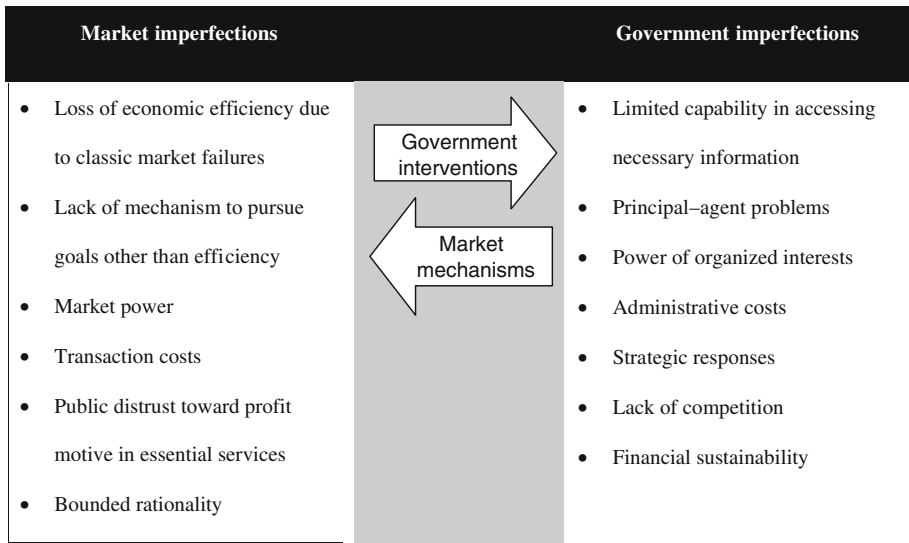 Market imperfections
Government imperfections
• Loss of economic efficiency due
to classic market failures
• Lack of mechanism to pursue
goals other than efficiency
• Market power
• Transaction costs
• Public distrust toward profit
motive in essential services
• Bounded rationality
Government
interventions
Market
mechanisms
• Limited capability in accessing
necessary information
• Principal–agent problems
• Power of organized interests
• Administrative costs
• Strategic responses
• Lack of competition
• Financial sustainability